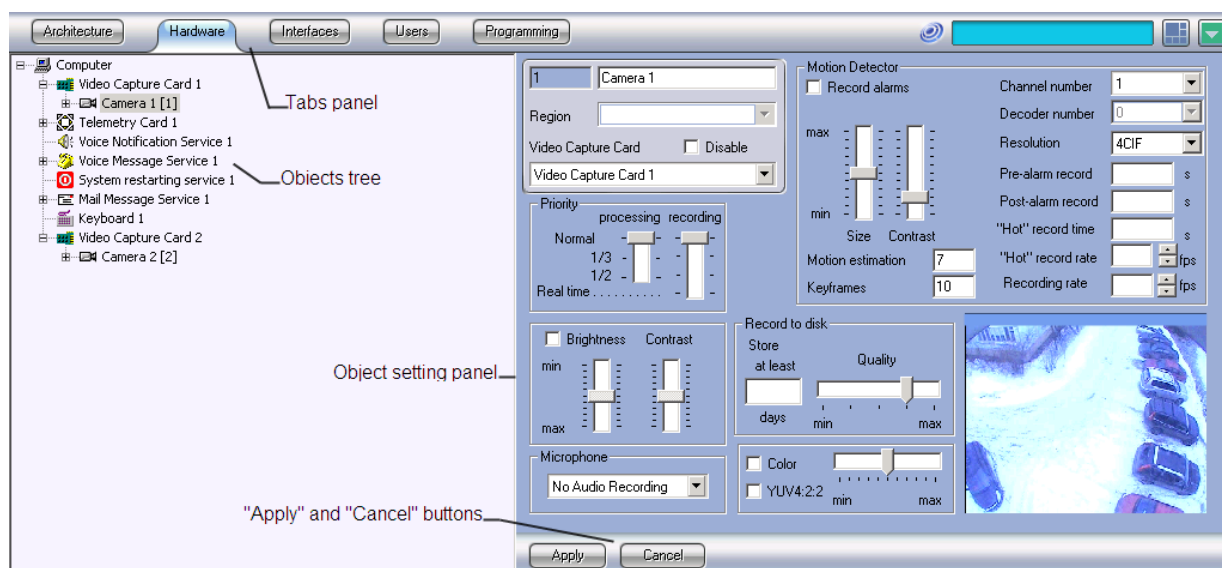 Architecture Hardware Interfaces Users Programming
Computer
Video Capture Card 1
Camera 1 [1]
Telemetry Card 1
Voice Notification Service 1
Voice Message Service 1
System restarting service 1
Mail Message Service 1
Keyboard 1
Video Capture Card 2
Camera 2 [2]
Tabs panel
Objects tree
Object setting panel
"Apply" and "Cancel" buttons
1 Camera 1
Region
Video Capture Card Disable
Video Capture Card 1
Priority
processing recording
Normal
1/3
1/2
Real time
Brightness Contrast
min
max
Microphone
No Audio Recording
Motion Detector
Record alarms
max
min
Size Contrast
Motion estimation 7
Keyframes 10
Channel number 1
Decoder number 0
Resolution 4CIF
Pre-alarm record s
Post-alarm record s
"Hot" record time s
"Hot" record rate fps
Recording rate fps
Record to disk
Store
at least
days
Quality
min max
Color
YUV4:2:2
min max
Apply Cancel